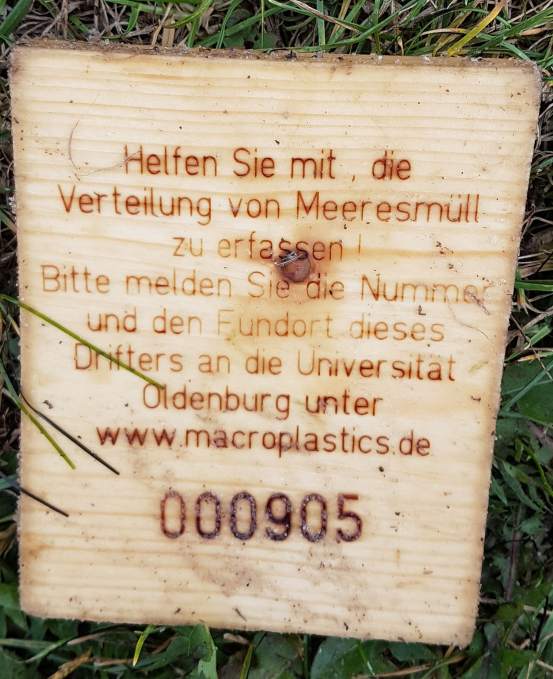 Helfen Sie mit , die
Verteilung von Meeresmüll
zu erfassen !
Bitte melden Sie die Nummer
und den Fundort dieses
Drifters an die Universität
Oldenburg unter
www.macroplastics.de
000905